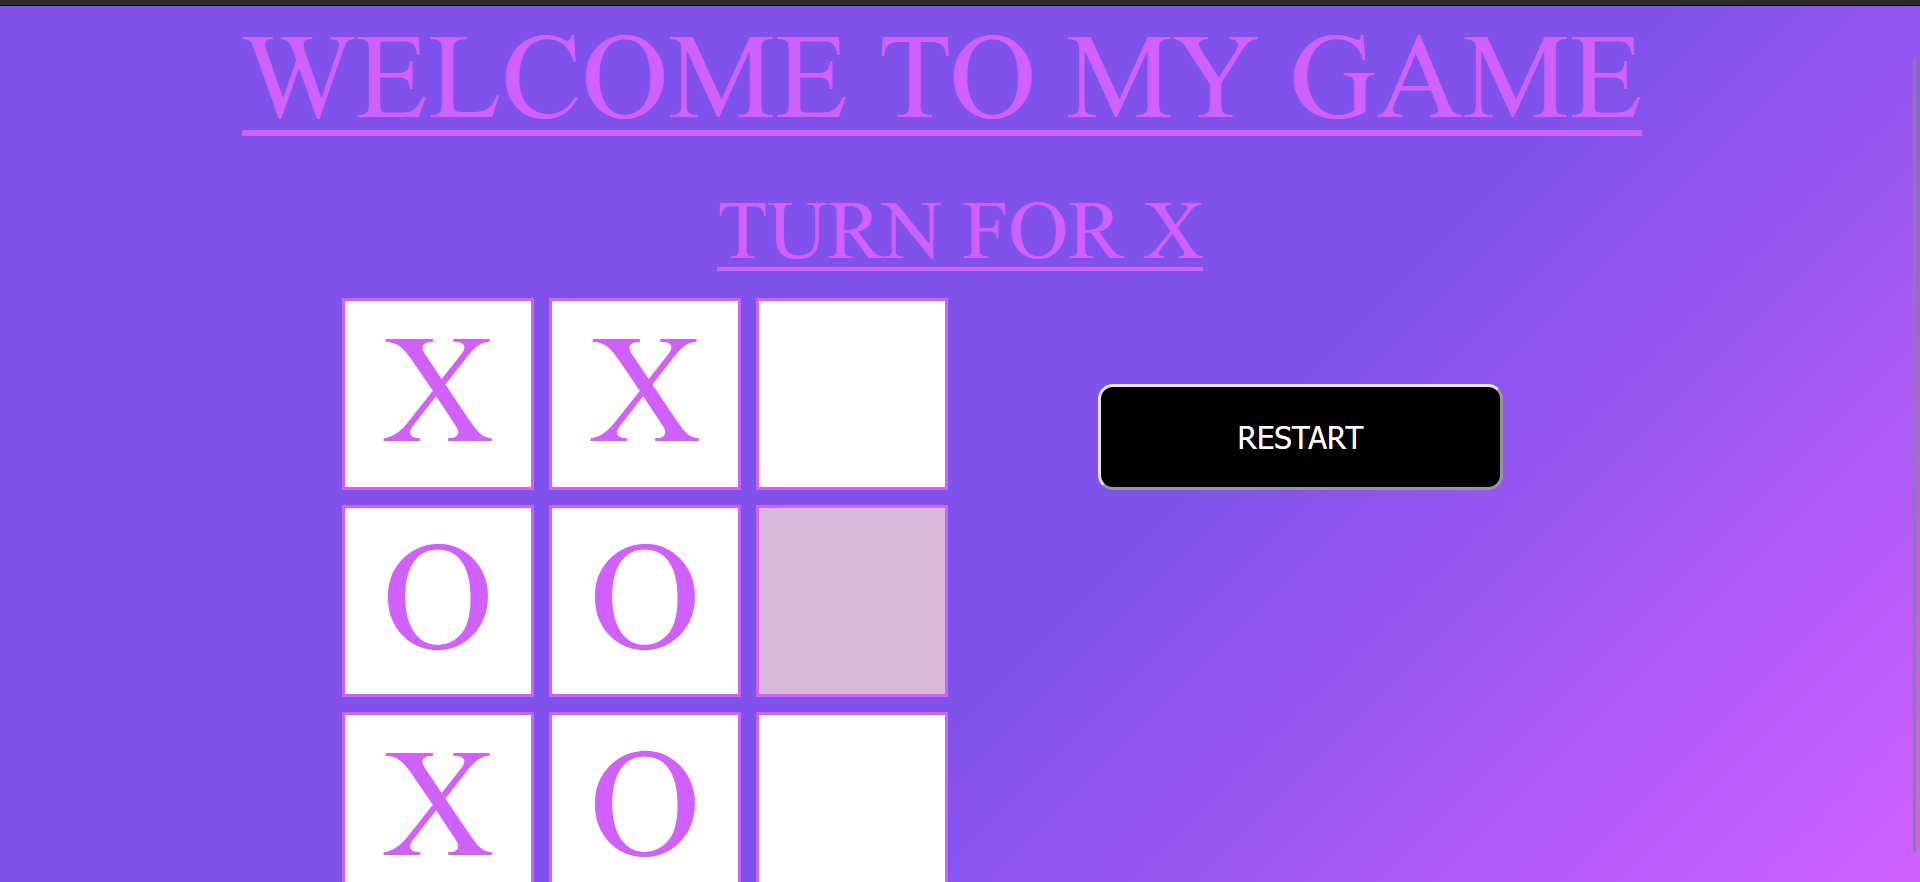 WELCOME TO MY GAME
TURN FOR X
X X
RESTART
O O
X O